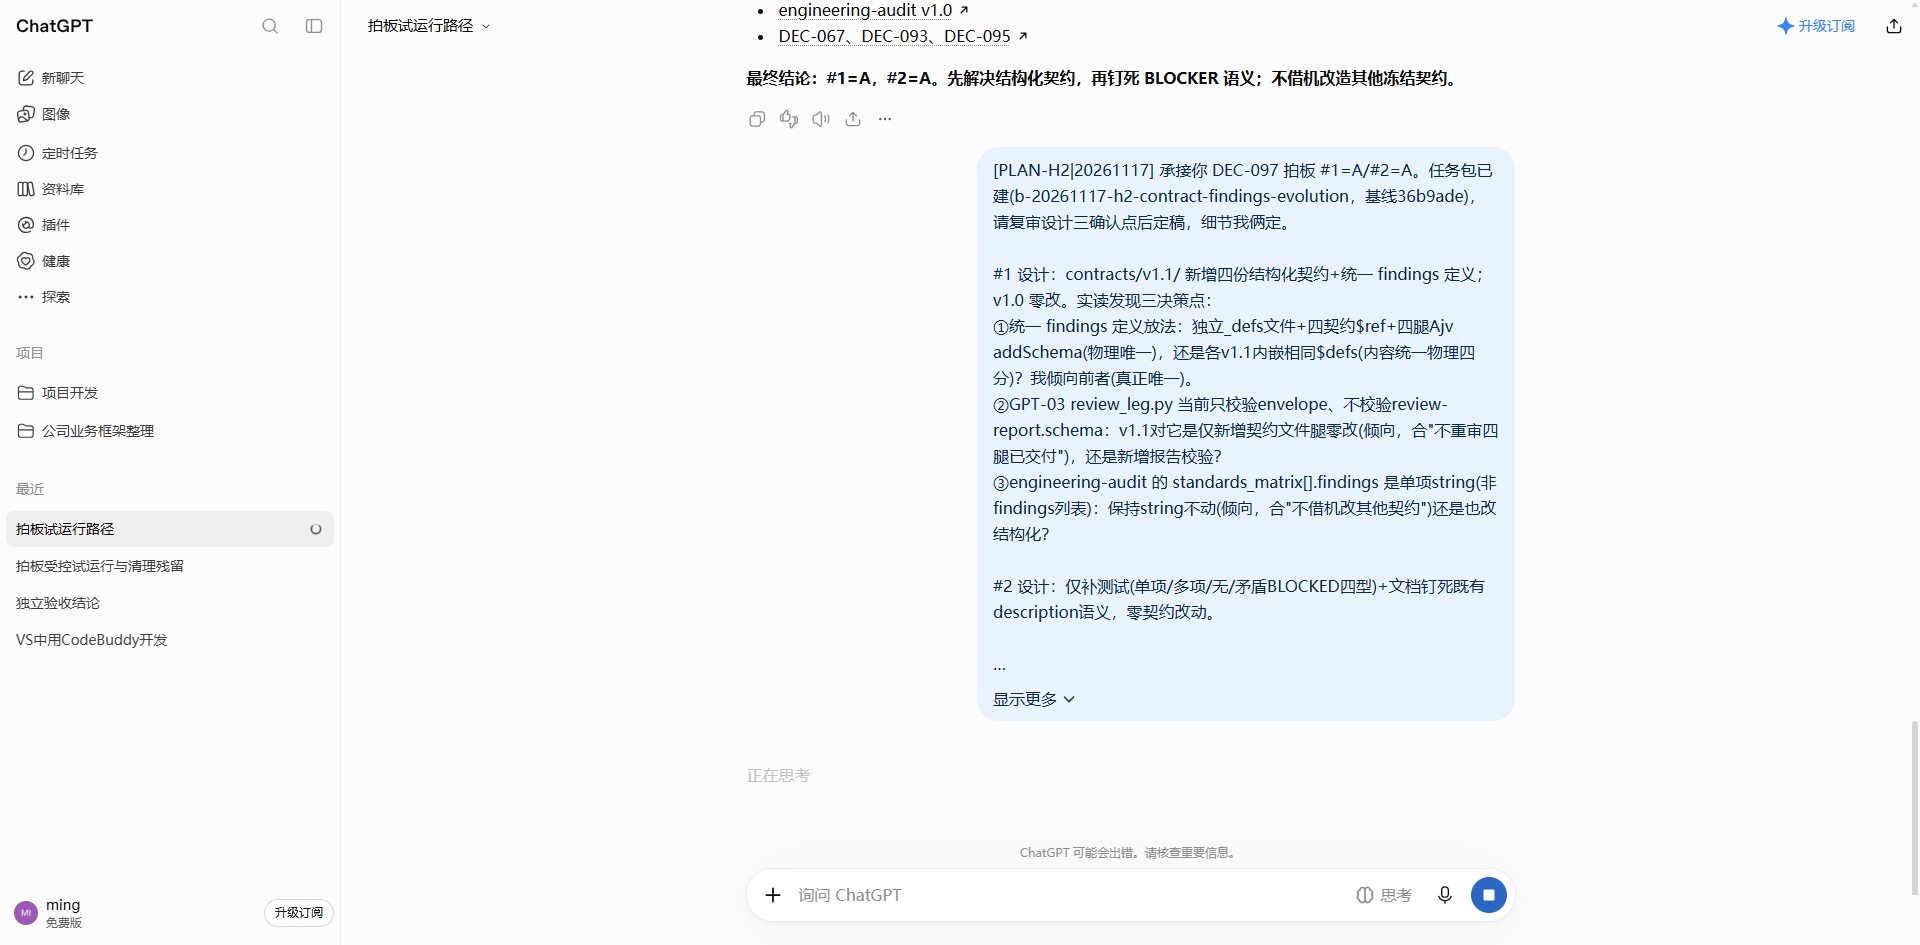 ChatGPT
新聊天
图像
定时任务
资料库
插件
健康
探索
项目
项目开发
公司业务框架整理
最近
拍板试运行路径
拍板受控试运行与清理残留
独立验收结论
VS中用CodeBuddy开发
MI
ming
免费版
升级订阅
拍板试运行路径
升级订阅
engineering-audit v1.0
DEC-067、DEC-093、DEC-095
最终结论：#1=A，#2=A。先解决结构化契约，再钉死 BLOCKER 语义；不借机改造其他冻结契约。
[PLAN-H2|20261117] 承接你 DEC-097 拍板 #1=A/#2=A。任务包已
建(b-20261117-h2-contract-findings-evolution，基线36b9ade)，
请复审设计三确认点后定稿，细节我俩定。
#1 设计：contracts/v1.1/ 新增四份结构化契约+统一 findings 定义；
v1.0 零改。实读发现三决策点：
①统一 findings 定义放法：独立_defs文件+四契约$ref+四腿Ajv
addSchema(物理唯一)，还是各v1.1内嵌相同$defs(内容统一物理四
分)？我倾向前者(真正唯一)。
②GPT-03 review_leg.py 当前只校验envelope、不校验review-
report.schema：v1.1对它是仅新增契约文件腿零改(倾向，合"不重审四
腿已交付")，还是新增报告校验？
③engineering-audit 的 standards_matrix[].findings 是单项string(非
findings列表)：保持string不动(倾向，合"不借机改其他契约")还是也改
结构化？
#2 设计：仅补测试(单项/多项/无/矛盾BLOCKED四型)+文档钉死既有
description语义，零契约改动。
...
显示更多
正在思考
ChatGPT 可能会出错。请核查重要信息。
询问 ChatGPT
思考